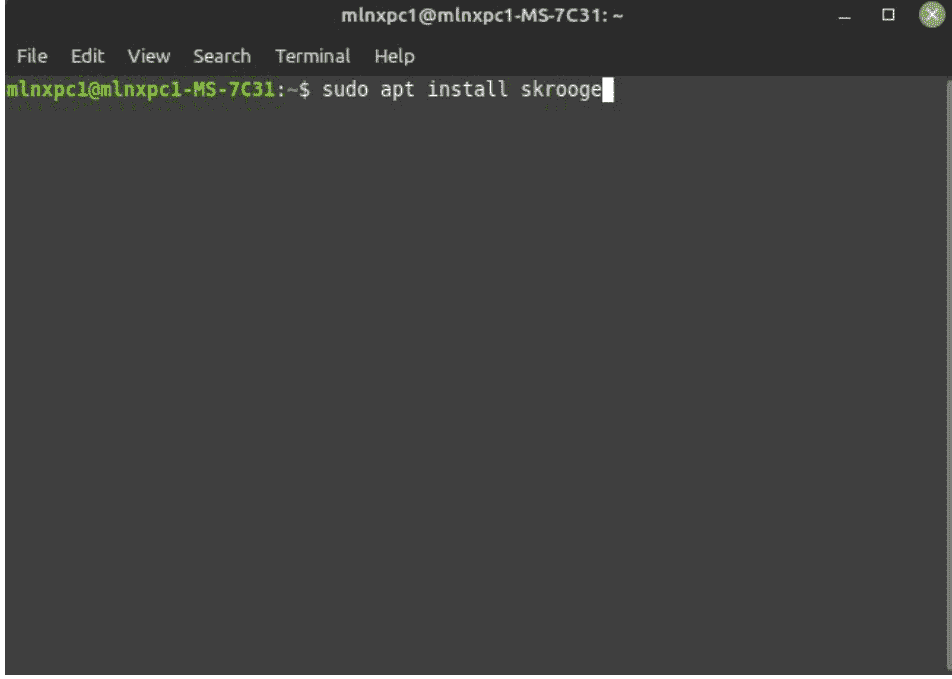 mlnxpc1@mlnxpc1-MS-7C31: ~
File Edit View Search Terminal Help
mlnxpc1@mlnxpc1-MS-7C31:~$ sudo apt install skrooge